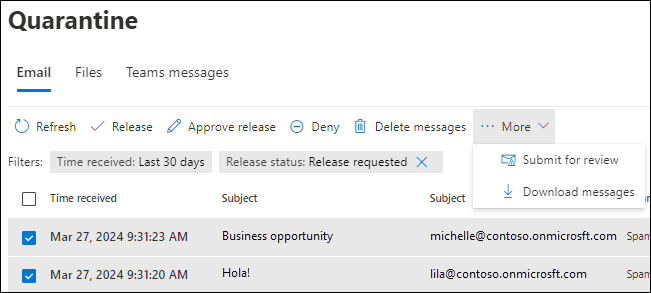 Quarantine
Email Files Teams messages
Refresh Release Approve release Deny Delete messages ··· More
Submit for review
Download messages
Filters: Time received: Last 30 days Release status: Release requested
Time received Subject Subject
Mar 27, 2024 9:31:23 AM Business opportunity michelle@contoso.onmicrosft.com Spam
Mar 27, 2024 9:31:20 AM Hola! lila@contoso.onmicrosft.com Spam